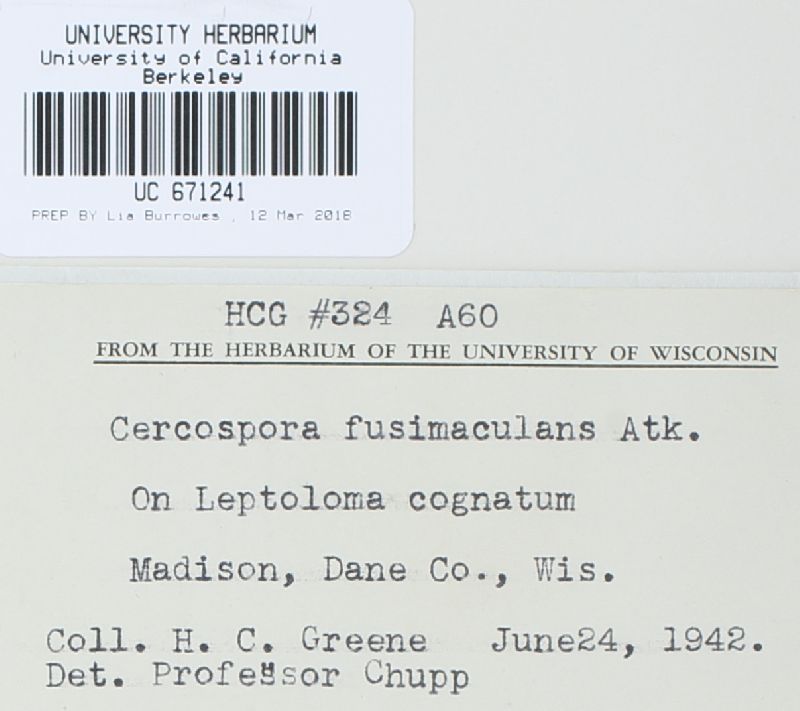 UNIVERSITY HERBARIUM
University of California
Berkeley
UC 671241
PREP BY Lia Burrowes , 12 Mar 2018
HCG #324 A60
FROM THE HERBARIUM OF THE UNIVERSITY OF WISCONSIN
Cercospora fusimaculans Atk.
On Leptoloma cognatum
Madison, Dane Co., Wis.
Coll. H. C. Greene June24, 1942.
Det. Professor Chupp